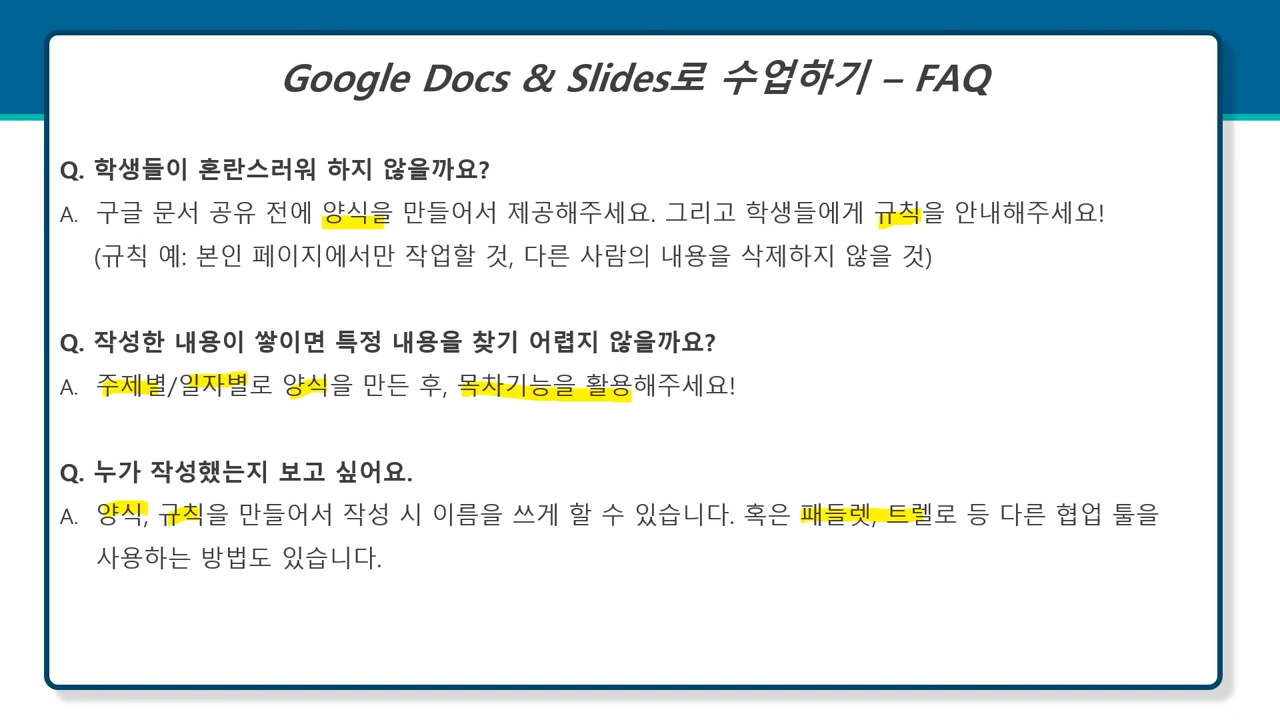 Google Docs & Slides로 수업하기 – FAQ
Q. 학생들이 혼란스러워 하지 않을까요?
A. 구글 문서 공유 전에 양식을 만들어서 제공해주세요. 그리고 학생들에게 규칙을 안내해주세요!
(규칙 예: 본인 페이지에서만 작업할 것, 다른 사람의 내용을 삭제하지 않을 것)
Q. 작성한 내용이 쌓이면 특정 내용을 찾기 어렵지 않을까요?
A. 주제별/일자별로 양식을 만든 후, 목차기능을 활용해주세요!
Q. 누가 작성했는지 보고 싶어요.
A. 양식, 규칙을 만들어서 작성 시 이름을 쓰게 할 수 있습니다. 혹은 패들렛, 트렐로 등 다른 협업 툴을
사용하는 방법도 있습니다.